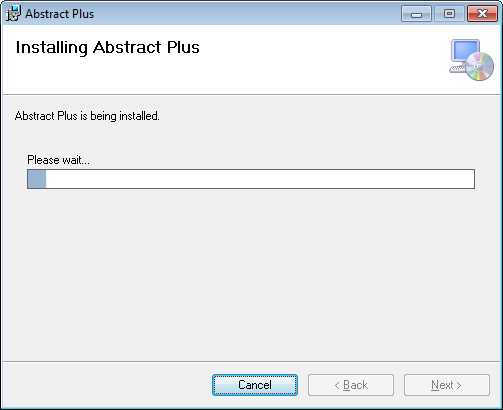 Abstract Plus
Installing Abstract Plus
Abstract Plus is being installed.
Please wait...
Cancel
< Back
Next >